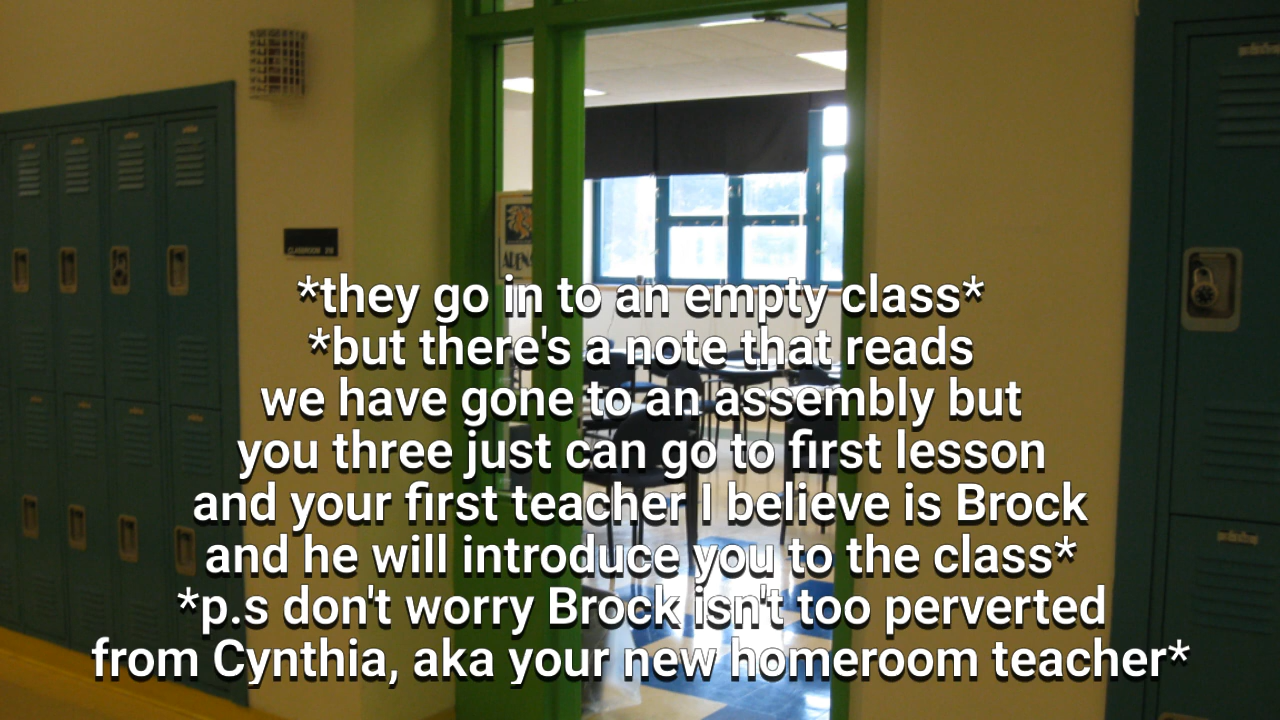 CLASSROOM
*they go in to an empty class*
*but there's a note that reads
we have gone to an assembly but
you three just can go to first lesson
and your first teacher I believe is Brock
and he will introduce you to the class*
*p.s don't worry Brock isn't too perverted
from Cynthia, aka your new homeroom teacher*